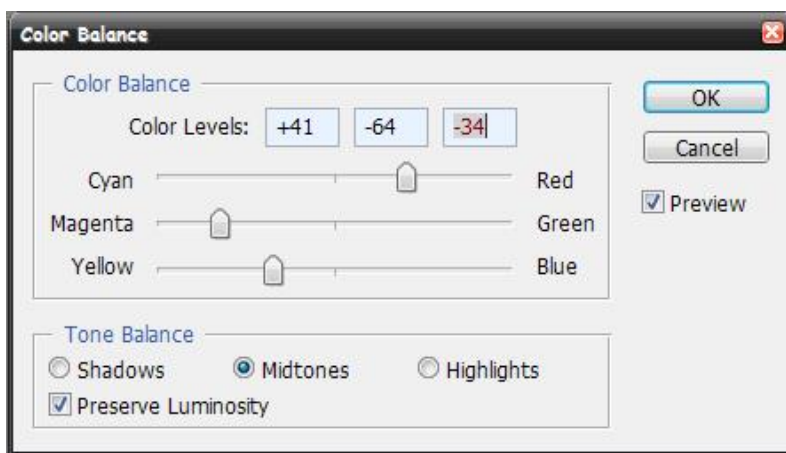 Color Balance
Color Balance
Color Levels: +41 -64 -34
OK
Cancel
Preview
Cyan Red
Magenta Green
Yellow Blue
Tone Balance
Shadows Midtones Highlights
Preserve Luminosity